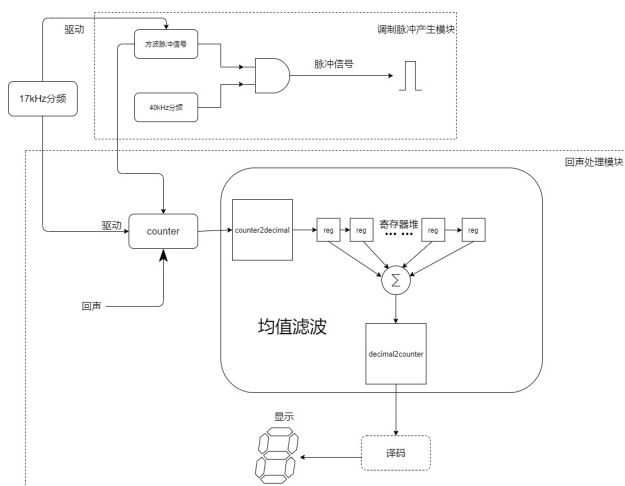 驱动
调制脉冲产生模块
方波脉冲信号
脉冲信号
17kHz分频
40kHz分频
回声处理模块
驱动
counter
counter2decimal
reg
reg
寄存器堆
... ...
reg
reg
回声
∑
均值滤波
decimal2counter
显示
译码